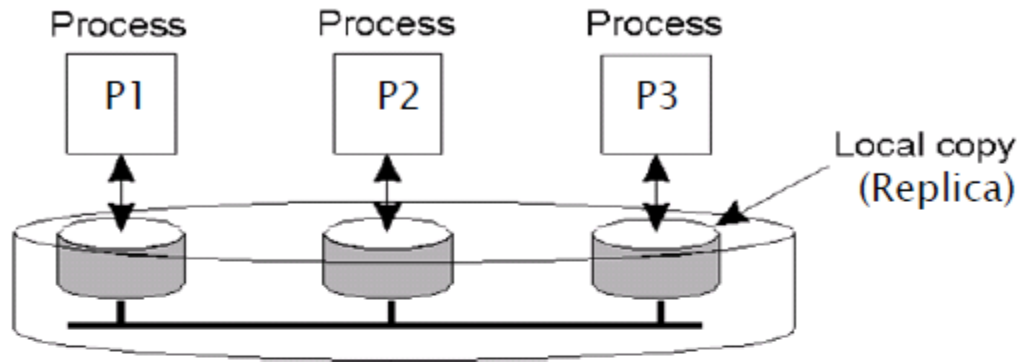 Process Process Process
P1 P2 P3
Local copy
(Replica)